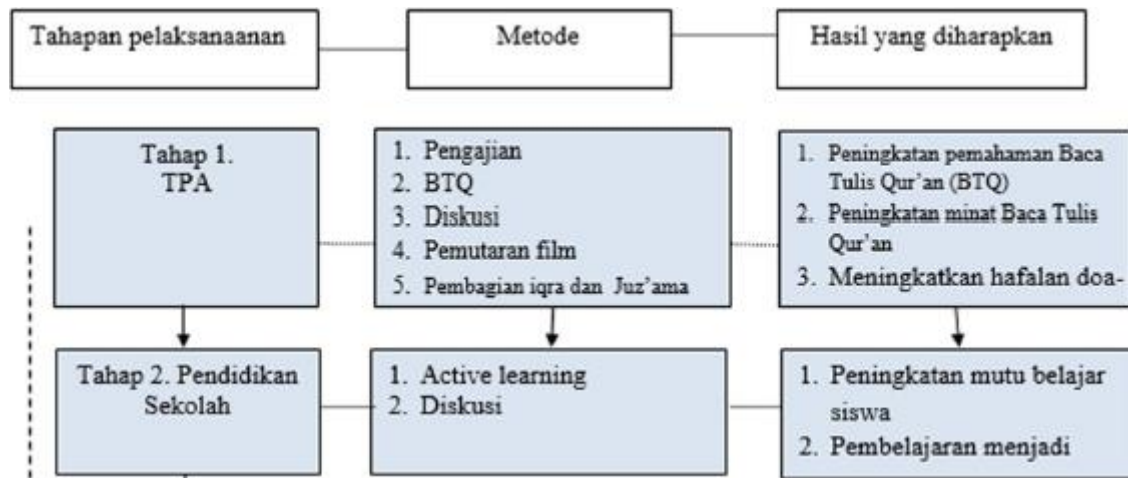 Tahapan pelaksanaanan
Metode
Hasil yang diharapkan
Tahap 1.
TPA
1. Pengajian
2. BTQ
3. Diskusi
4. Pemutaran film
5. Pembagian iqra dan Juz'ama
1. Peningkatan pemahaman Baca
Tulis Qur'an (BTQ)
2. Peningkatan minat Baca Tulis
Qur'an
3. Meningkatkan hafalan doa-
Tahap 2. Pendidikan
Sekolah
1. Active learning
2. Diskusi
1. Peningkatan mutu belajar
siswa
2. Pembelajaran menjadi